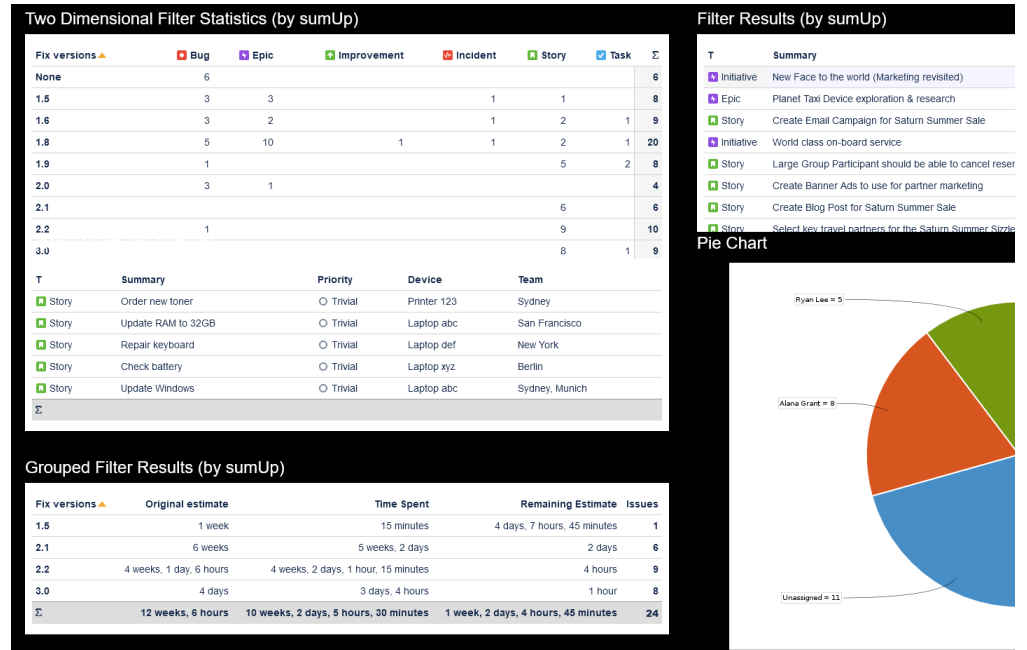 Two Dimensional Filter Statistics (by sumUp)
Fix versions Bug Epic Improvement Incident Story Task Σ
None 6 6
1.5 3 3 1 1 8
1.6 3 2 1 2 1 9
1.8 5 10 1 1 2 1 20
1.9 1 5 2 8
2.0 3 1 4
2.1 6 6
2.2 1 9 10
3.0 8 1 9
T Summary Priority Device Team
Story Order new toner Trivial Printer 123 Sydney
Story Update RAM to 32GB Trivial Laptop abc San Francisco
Story Repair keyboard Trivial Laptop def New York
Story Check battery Trivial Laptop xyz Berlin
Story Update Windows Trivial Laptop abc Sydney, Munich
Σ
Grouped Filter Results (by sumUp)
Fix versions Original estimate Time Spent Remaining Estimate Issues
1.5 1 week 15 minutes 4 days, 7 hours, 45 minutes 1
2.1 6 weeks 5 weeks, 2 days 2 days 6
2.2 4 weeks, 1 day, 6 hours 4 weeks, 2 days, 1 hour, 15 minutes 4 hours 9
3.0 4 days 3 days, 4 hours 1 hour 8
Σ 12 weeks, 6 hours 10 weeks, 2 days, 5 hours, 30 minutes 1 week, 2 days, 4 hours, 45 minutes 24
Filter Results (by sumUp)
T Summary
Initiative New Face to the world (Marketing revisited)
Epic Planet Taxi Device exploration & research
Story Create Email Campaign for Saturn Summer Sale
Initiative World class on-board service
Story Large Group Participant should be able to cancel reser
Story Create Banner Ads to use for partner marketing
Story Create Blog Post for Saturn Summer Sale
Story Select key travel partners for the Saturn Summer Sizzle
Pie Chart
Ryan Lee = 5
Alana Grant = 8
Unassigned = 11